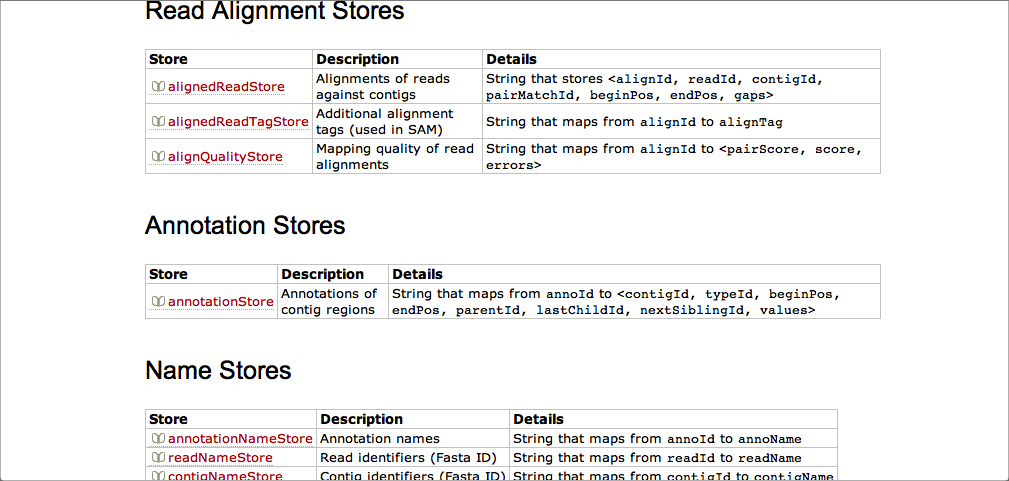 Read Alignment Stores
Store Description Details
alignedReadStore Alignments of reads against contigs String that stores <alignId, readId, contigId, pairMatchId, beginPos, endPos, gaps>
alignedReadTagStore Additional alignment tags (used in SAM) String that maps from alignId to alignTag
alignQualityStore Mapping quality of read alignments String that maps from alignId to <pairScore, score, errors>
Annotation Stores
Store Description Details
annotationStore Annotations of contig regions String that maps from annoId to <contigId, typeId, beginPos, endPos, parentId, lastChildId, nextSiblingId, values>
Name Stores
Store Description Details
annotationNameStore Annotation names String that maps from annoId to annoName
readNameStore Read identifiers (Fasta ID) String that maps from readId to readName
contigNameStore Contig identifiers (Fasta ID) String that maps from contigId to contigName